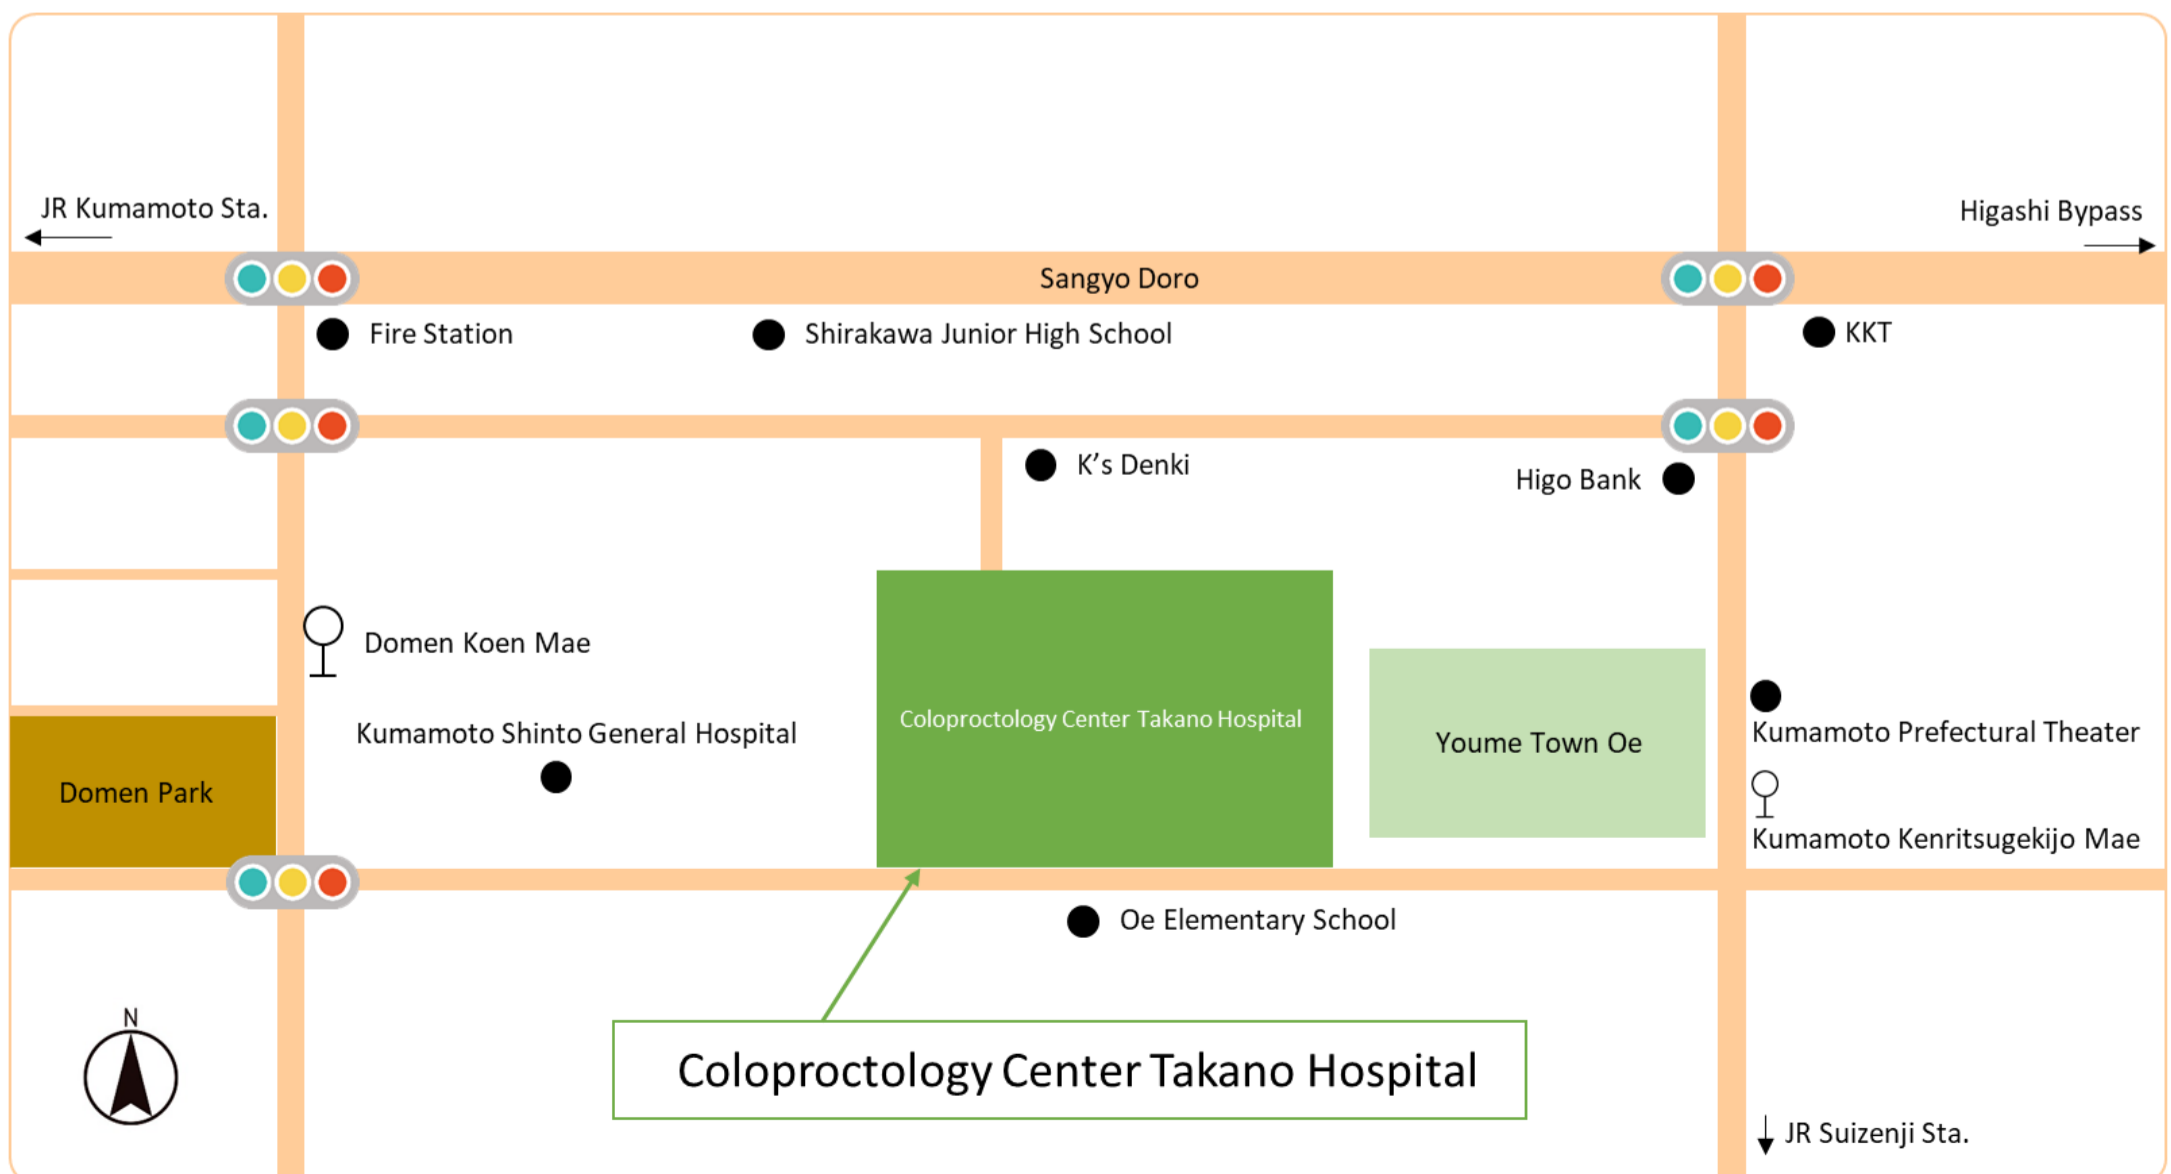 JR Kumamoto Sta.
Higashi Bypass
Sangyo Doro
Fire Station
Shirakawa Junior High School
KKT
K’s Denki
Higo Bank
Domen Koen Mae
Kumamoto Shinto General Hospital
Coloproctology Center Takano Hospital
Youme Town Oe
Kumamoto Prefectural Theater
Domen Park
Kumamoto Kenritsugekijo Mae
Oe Elementary School
N
Coloproctology Center Takano Hospital
JR Suizenji Sta.